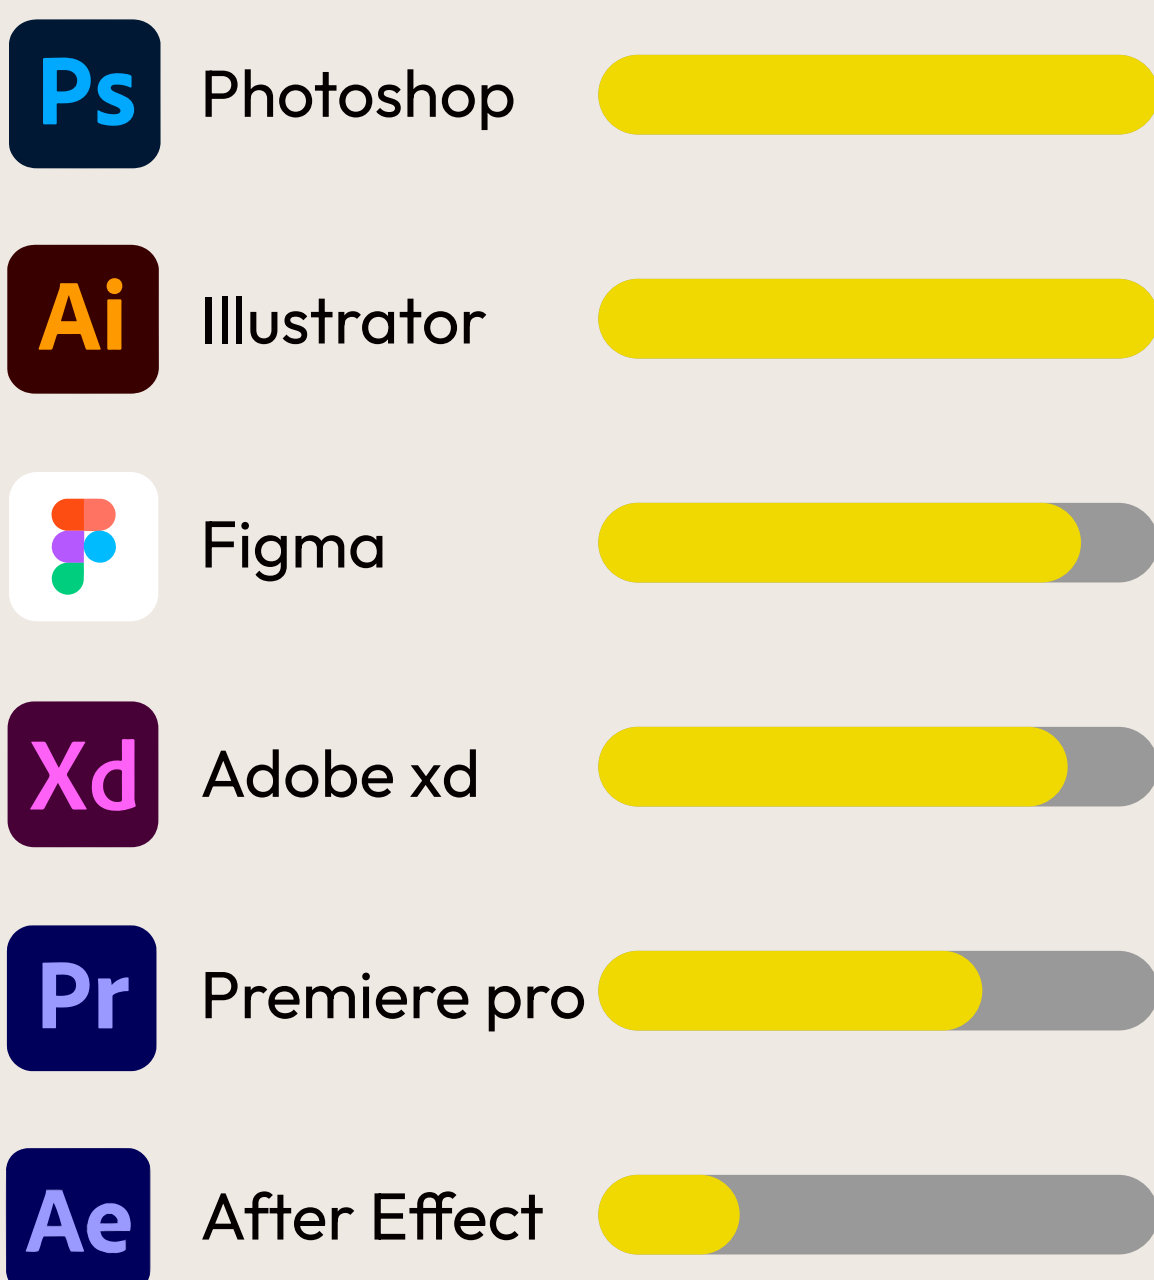 Ps Photoshop
Ai Illustrator
Figma
Xd Adobe xd
Pr Premiere pro
Ae After Effect